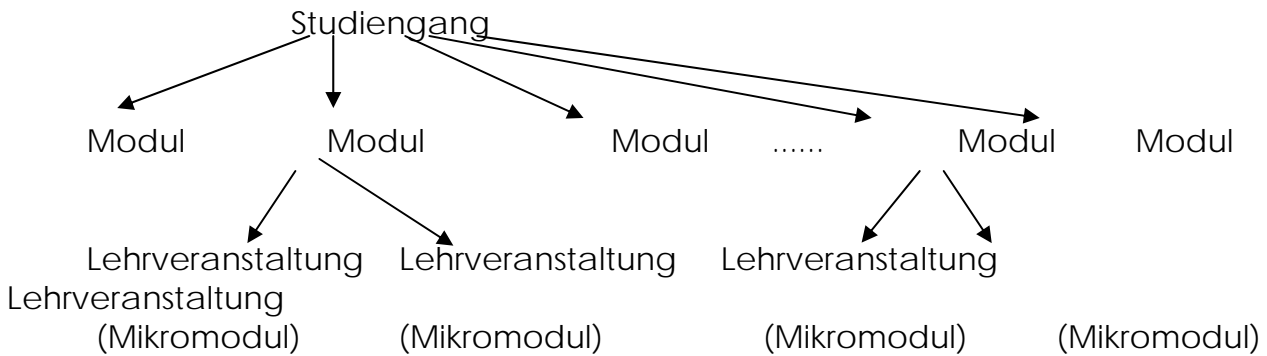 Studiengang
Modul Modul Modul ...... Modul Modul
Lehrveranstaltung Lehrveranstaltung Lehrveranstaltung
Lehrveranstaltung
(Mikromodul) (Mikromodul) (Mikromodul) (Mikromodul)